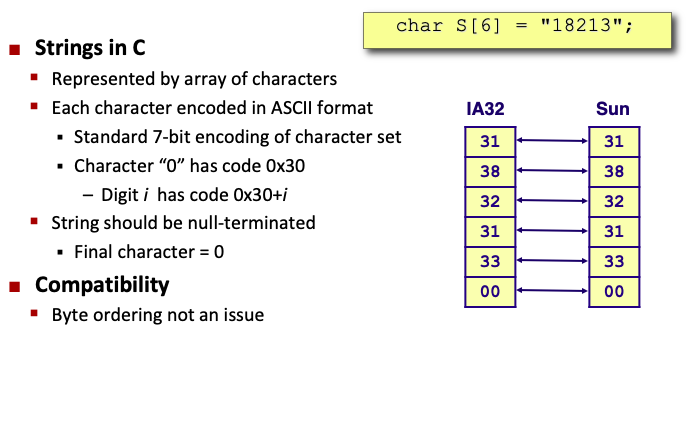 char S[6] = "18213";
■ Strings in C
▪ Represented by array of characters
▪ Each character encoded in ASCII format
▪ Standard 7-bit encoding of character set
▪ Character “0” has code 0x30
– Digit i has code 0x30+i
▪ String should be null-terminated
▪ Final character = 0
■ Compatibility
▪ Byte ordering not an issue
IA32 Sun
31 31
38 38
32 32
31 31
33 33
00 00